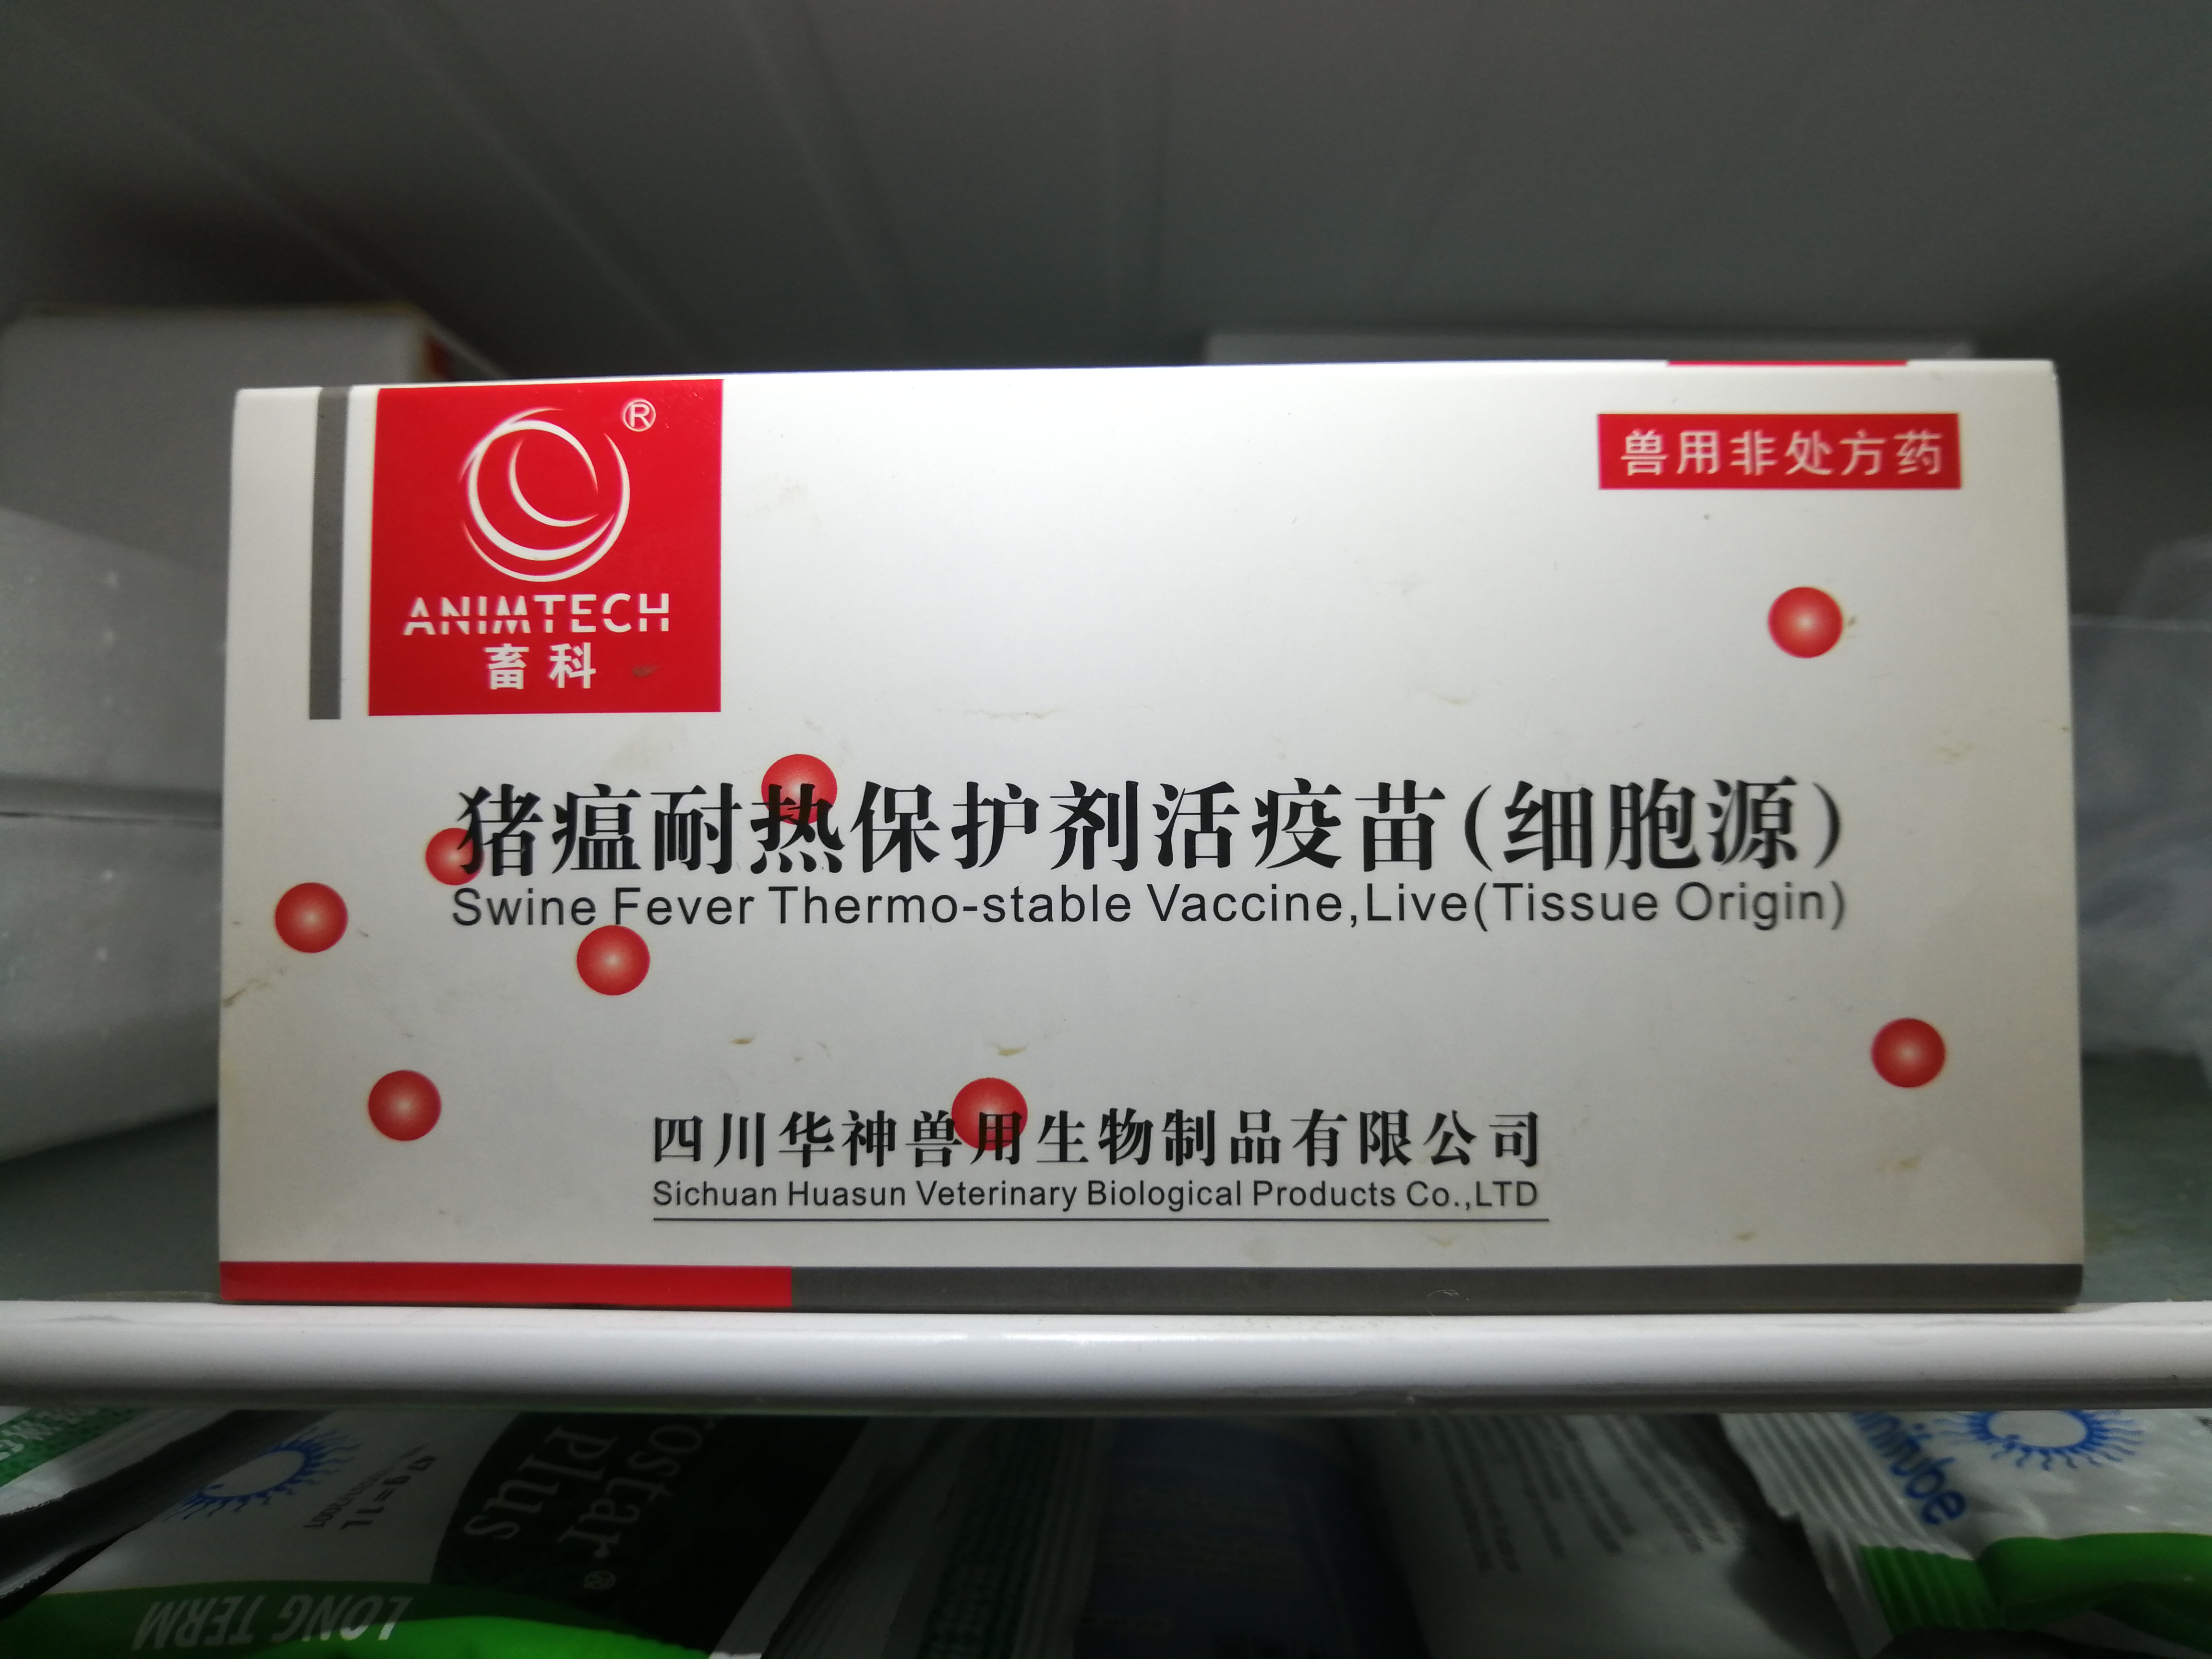 ®
ANIMTECH
畜科
兽用非处方药
猪瘟耐热保护剂活疫苗(细胞源)
Swine Fever Thermo-stable Vaccine,Live(Tissue Origin)
四川华神兽用生物制品有限公司
Sichuan Huasun Veterinary Biological Products Co.,LTD
Plus
LONG TERM